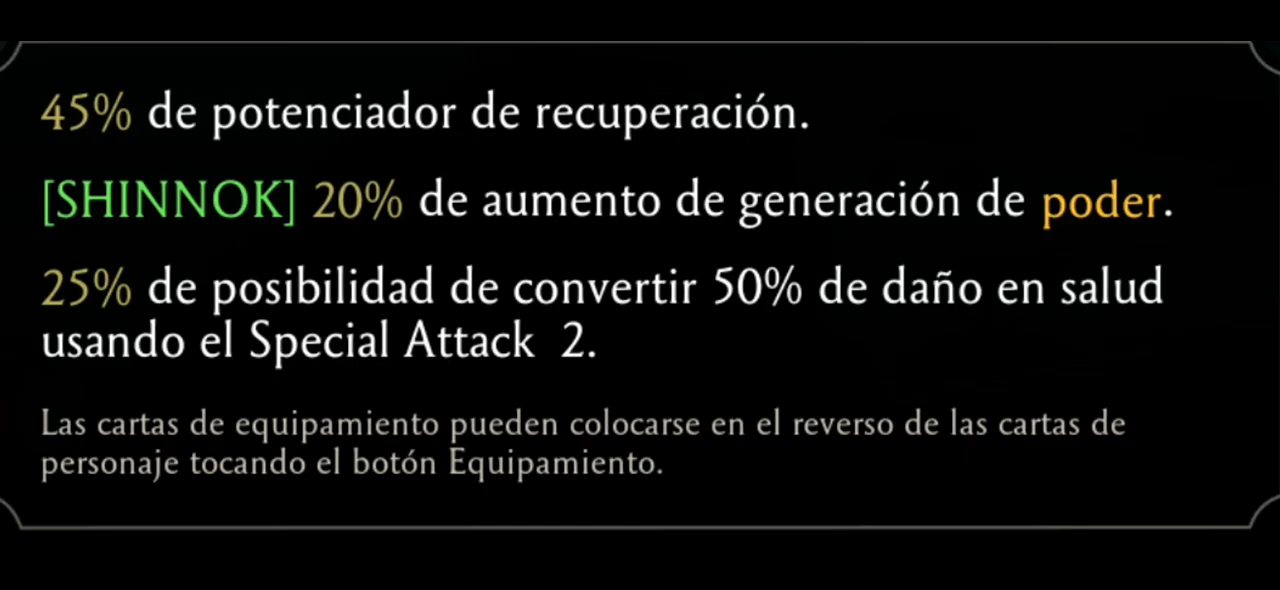 45% de potenciador de recuperación.
[SHINNOK] 20% de aumento de generación de poder.
25% de posibilidad de convertir 50% de daño en salud
usando el Special Attack  2.
Las cartas de equipamiento pueden colocarse en el reverso de las cartas de
personaje tocando el botón Equipamiento.